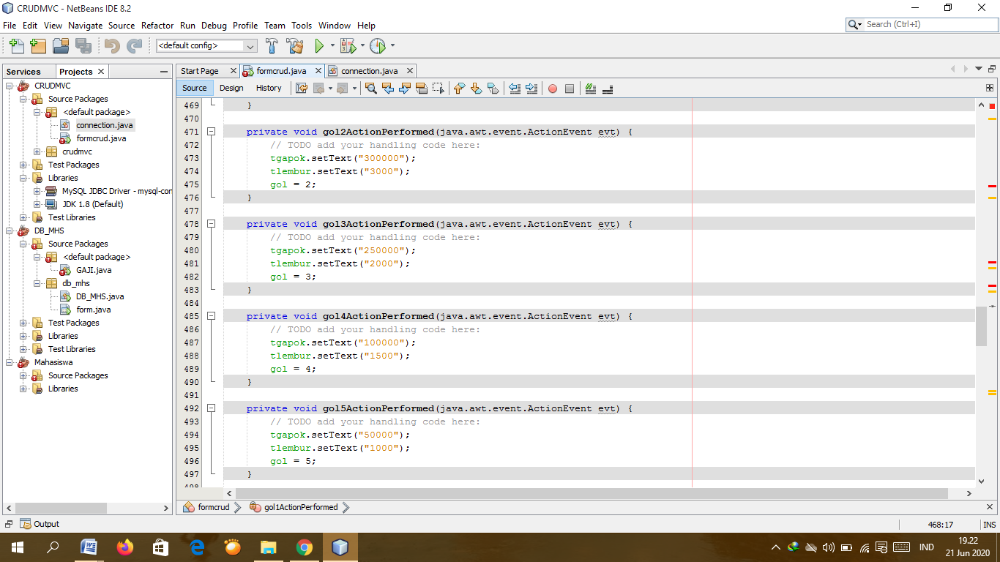 CRUDMVC - NetBeans IDE 8.2
File Edit View Navigate Source Refactor Run Debug Profile Team Tools Window Help
Search (Ctrl+I)
<default config>
Services Projects
Start Page formcrud.java connection.java
Source Design History
CRUDMVC
Source Packages
<default package>
connection.java
formcrud.java
crudmvc
Test Packages
Libraries
MySQL JDBC Driver - mysql-con
JDK 1.8 (Default)
Test Libraries
DB_MHS
Source Packages
<default package>
GAJI.java
db_mhs
DB_MHS.java
form.java
Test Packages
Libraries
Test Libraries
Mahasiswa
Source Packages
Libraries
469 }
470
471 private void gol2ActionPerformed(java.awt.event.ActionEvent evt) {
472 // TODO add your handling code here:
473 tgapok.setText("300000");
474 tlembur.setText("3000");
475 gol = 2;
476 }
477
478 private void gol3ActionPerformed(java.awt.event.ActionEvent evt) {
479 // TODO add your handling code here:
480 tgapok.setText("250000");
481 tlembur.setText("2000");
482 gol = 3;
483 }
484
485 private void gol4ActionPerformed(java.awt.event.ActionEvent evt) {
486 // TODO add your handling code here:
487 tgapok.setText("100000");
488 tlembur.setText("1500");
489 gol = 4;
490 }
491
492 private void gol5ActionPerformed(java.awt.event.ActionEvent evt) {
493 // TODO add your handling code here:
494 tgapok.setText("50000");
495 tlembur.setText("1000");
496 gol = 5;
497 }
498
formcrud gol1ActionPerformed
Output
468:17 INS
IND
19.22
21 Jun 2020